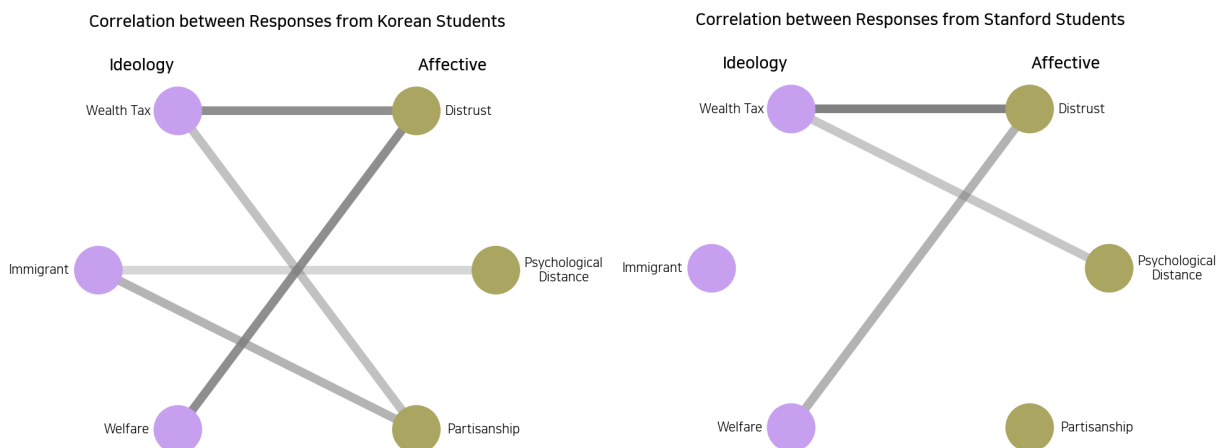 Correlation between Responses from Korean Students
Ideology
Affective
Wealth Tax
Distrust
Immigrant
Psychological
Distance
Welfare
Partisanship
Correlation between Responses from Stanford Students
Ideology
Affective
Wealth Tax
Distrust
Immigrant
Psychological
Distance
Welfare
Partisanship